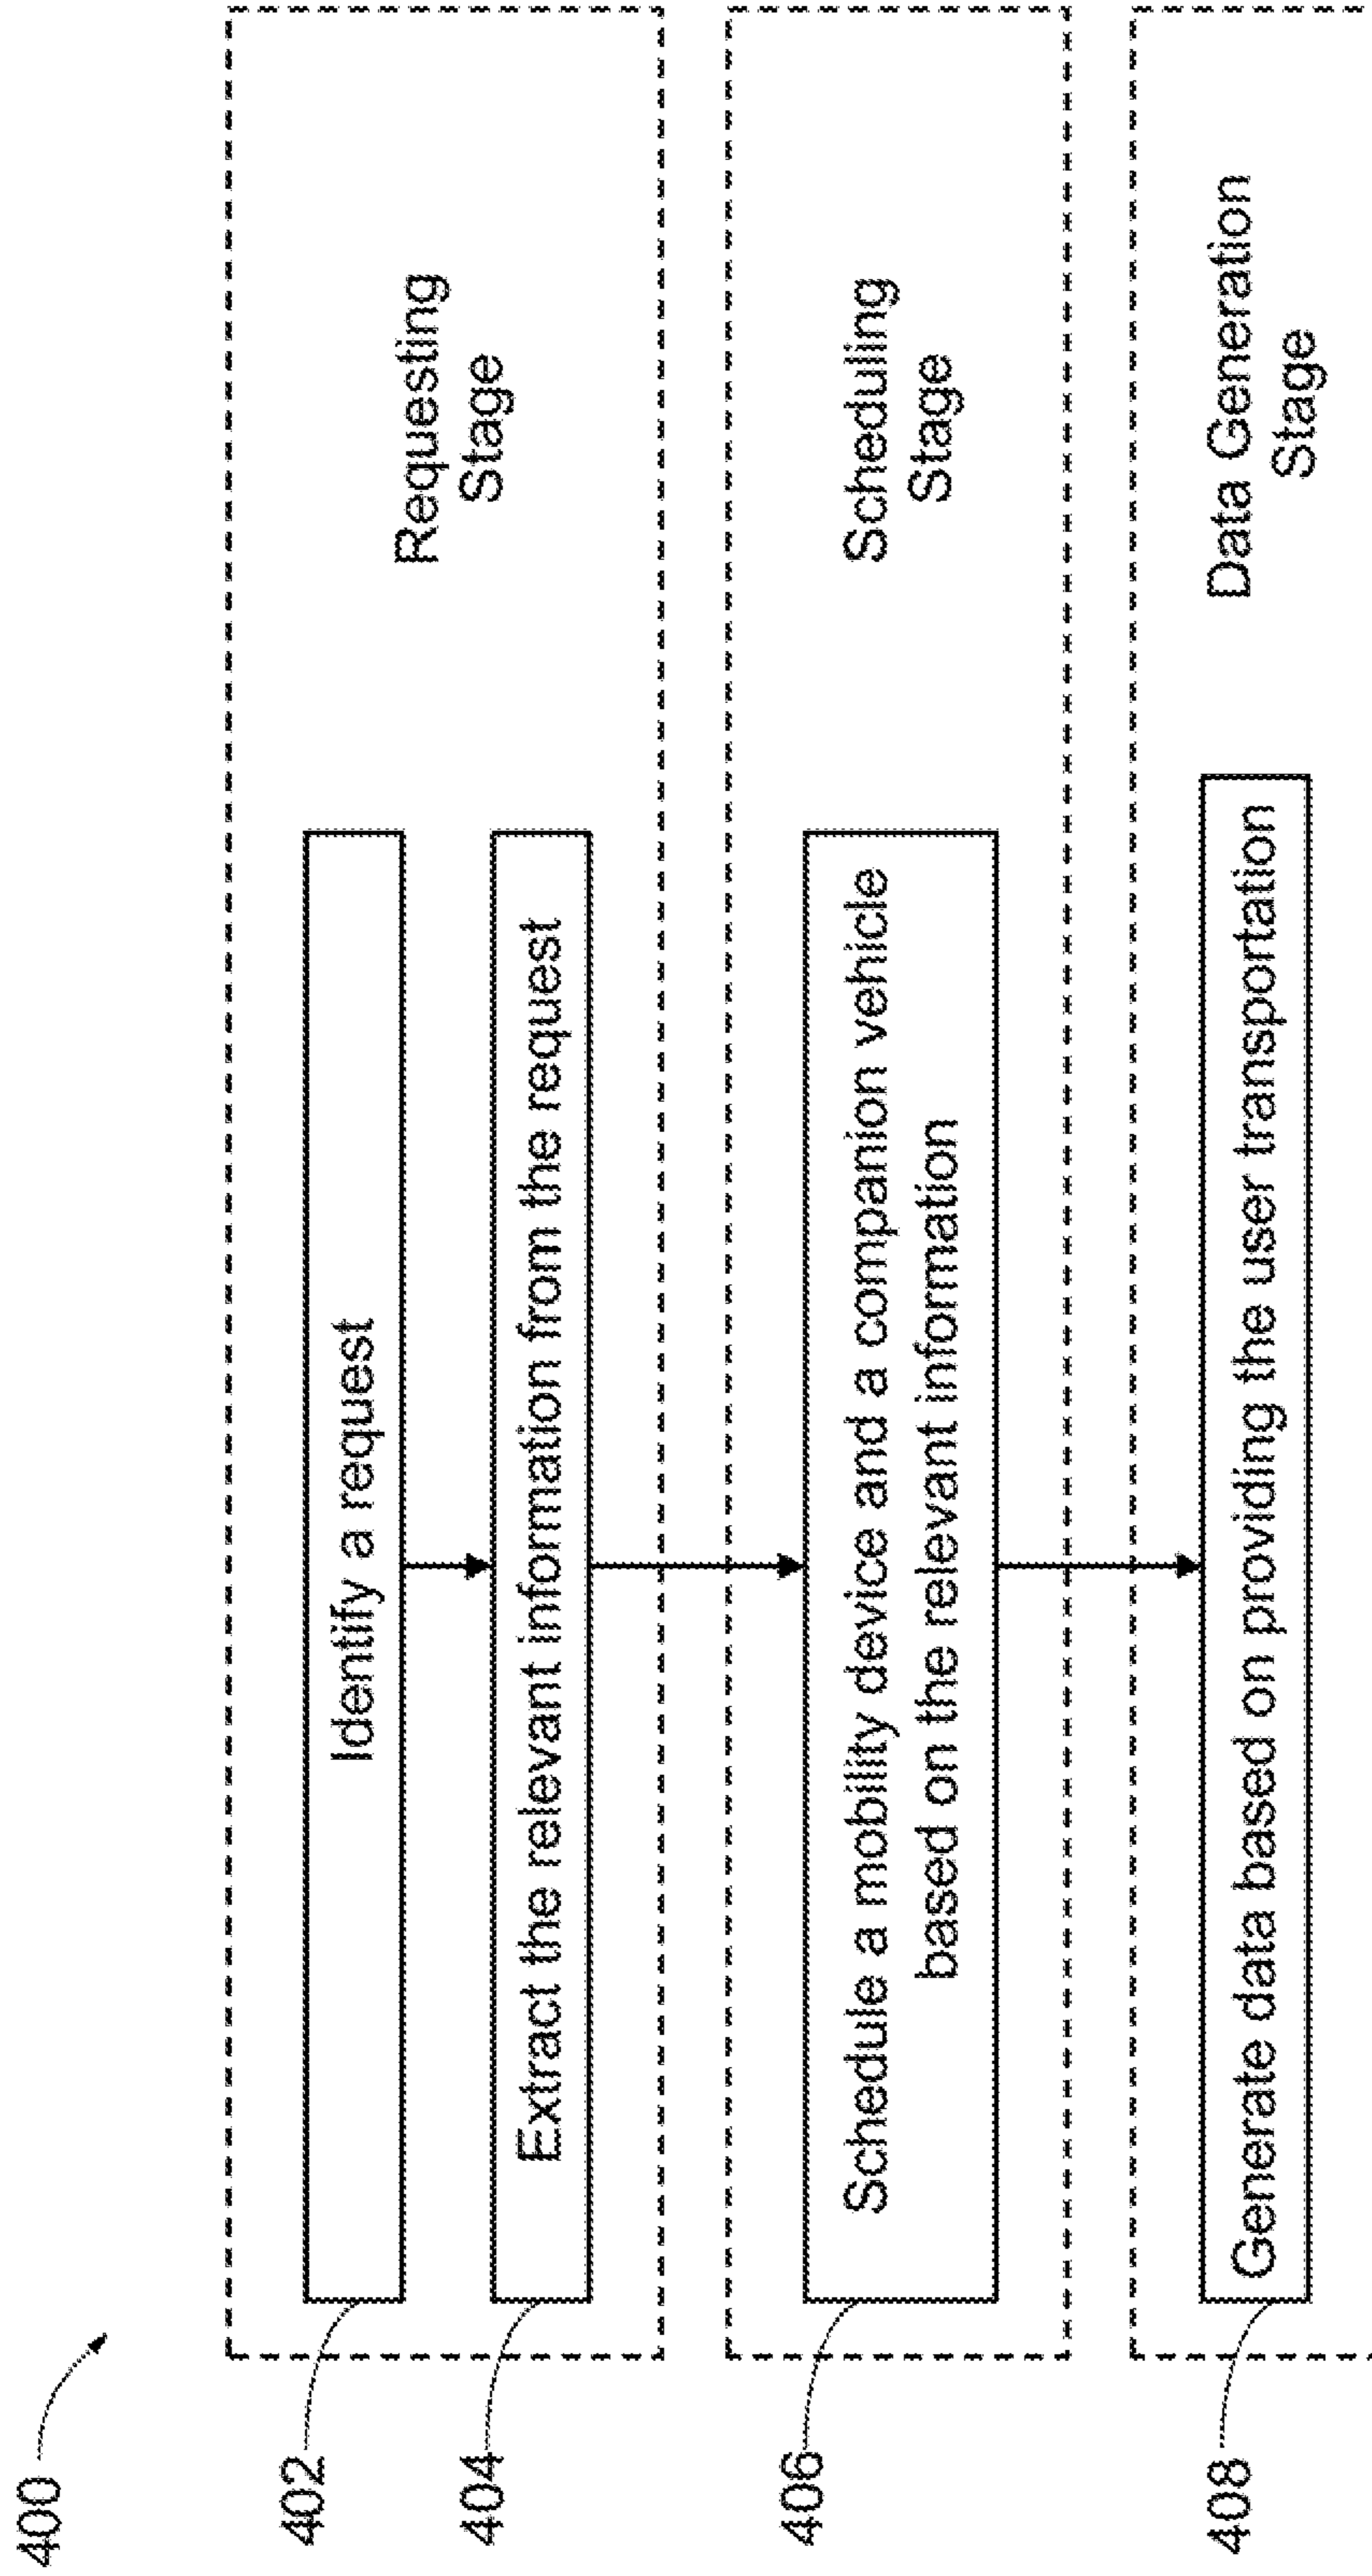 400
402
Identify a request
404
Extract the relevant information from the request
Requesting
Stage
406
Schedule a mobility device and a companion vehicle
based on the relevant information
Scheduling
Stage
408
Generate data based on providing the user transportation
Data Generation
Stage